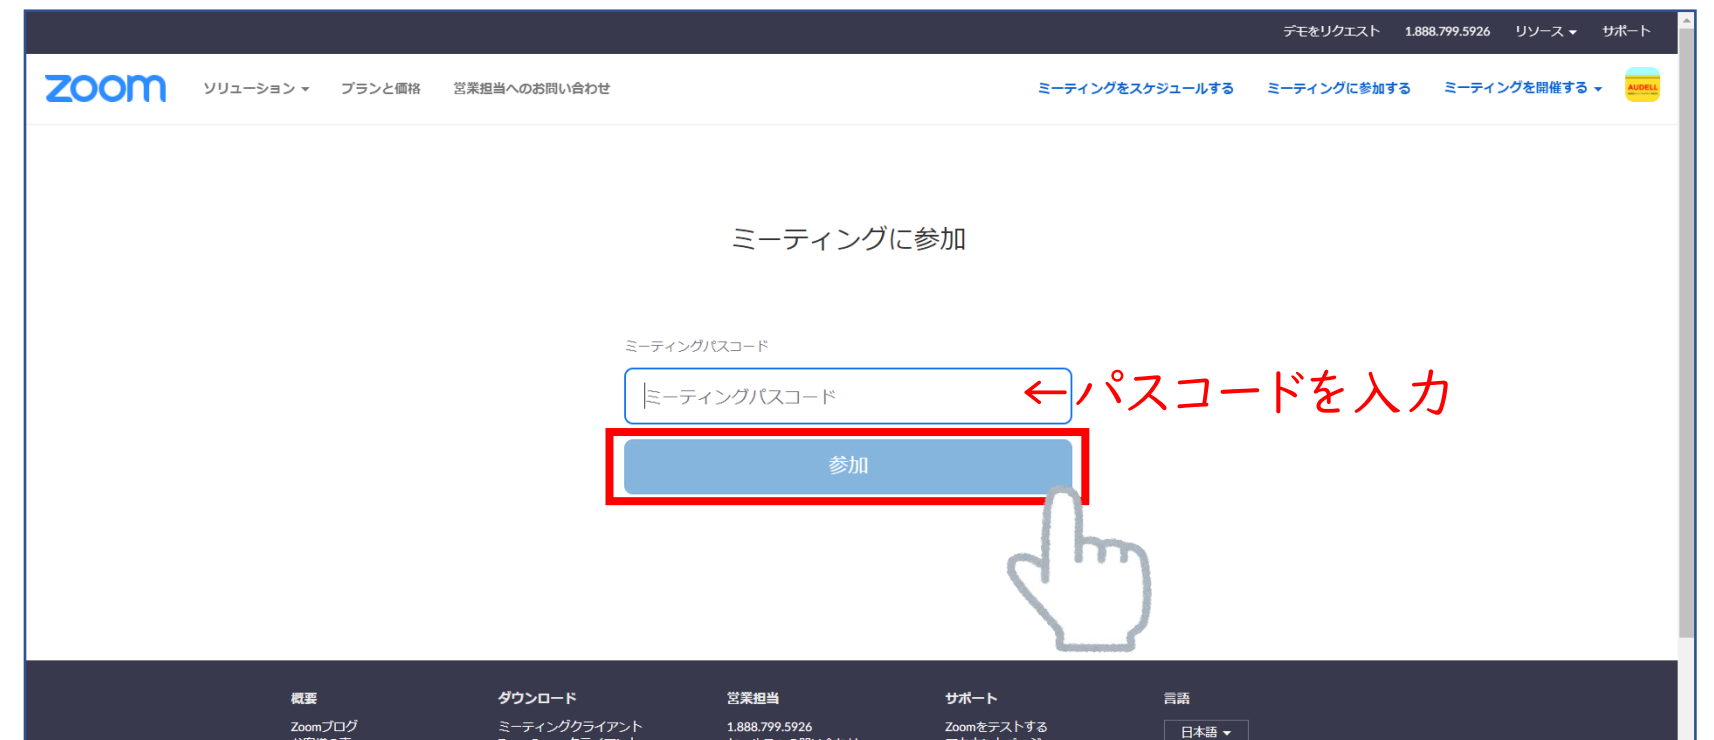 デモをリクエスト 1.888.799.5926 リソース サポート
zoom ソリューション プランと価格 営業担当へのお問い合わせ ミーティングをスケジュールする ミーティングに参加する ミーティングを開催する AUDELL
ミーティングに参加
ミーティングパスコード
ミーティングパスコード ←パスコードを入力
参加
概要 ダウンロード 営業担当 サポート 言語
Zoomブログ ミーティングクライアント 1.888.799.5926 Zoomをテストする 日本語